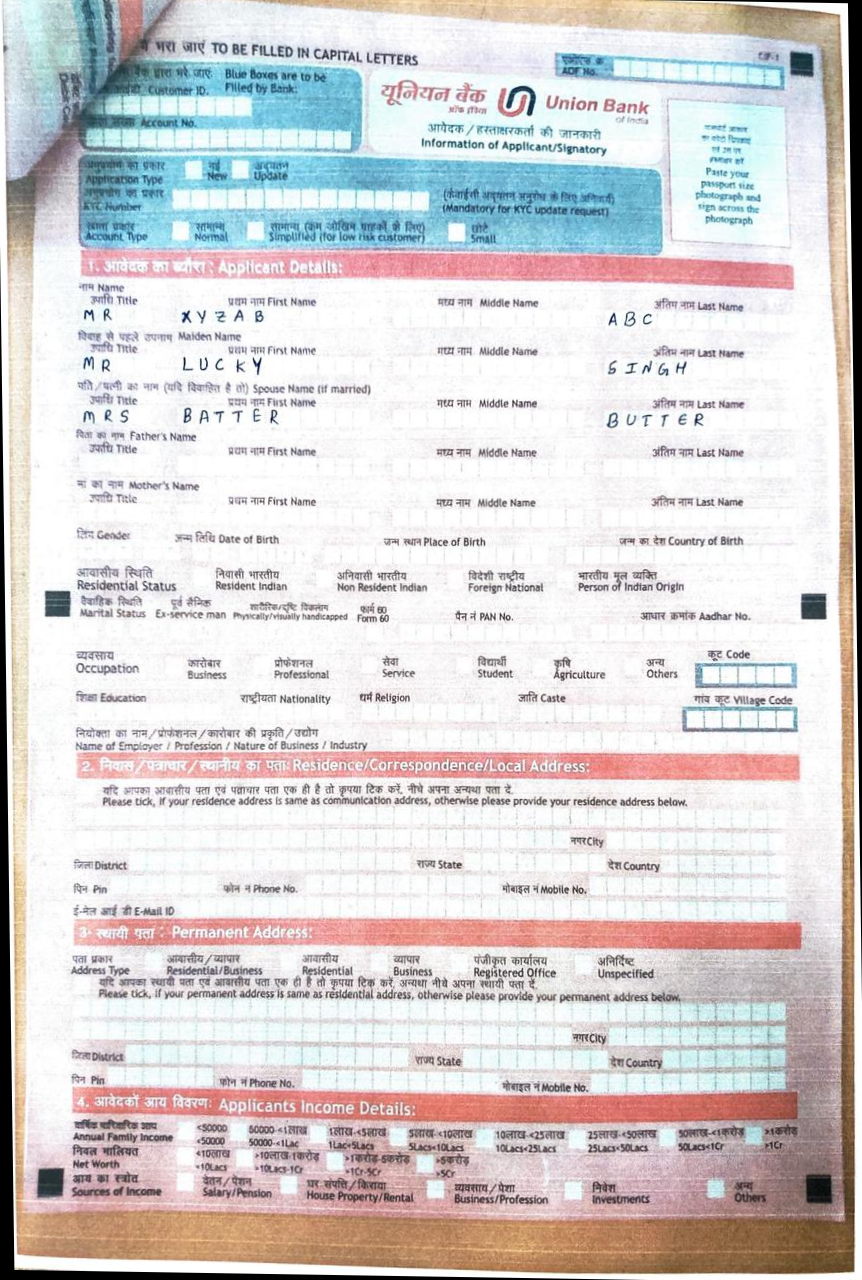 में भरा जाएं TO BE FILLED IN CAPITAL LETTERS
ADF No.
CIF-1
बैंक द्वारा भरे जाएं Blue Boxes are to be
Customer ID. Filled by Bank:
Account No.
यूनियन बैंक Union Bank
ऑफ इंडिया of India
आवेदक/हस्ताक्षरकर्ता की जानकारी
Information of Applicant/Signatory
Paste your
passport size
photograph and
sign across the
photograph
नई अद्यतन
Application Type New Update
KYC Number (Mandatory for KYC update request)
खाता प्रकार सामान्य सामान्य (कम जोखिम ग्राहकों के लिए) छोटे
Account Type Normal Simplified (for low risk customer) Small
1. आवेदक का ब्यौरा: Applicant Details:
नाम Name
उपाधि Title प्रथम नाम First Name मध्य नाम Middle Name अंतिम नाम Last Name
MR XYZAB ABC
विवाह से पहले उपनाम Maiden Name
उपाधि Title प्रथम नाम First Name मध्य नाम Middle Name अंतिम नाम Last Name
MR LUCKY SINGH
पति/पत्नी का नाम (यदि विवाहित है तो) Spouse Name (if married)
उपाधि Title प्रथम नाम First Name मध्य नाम Middle Name अंतिम नाम Last Name
MRS BATTER BUTTER
पिता का नाम Father's Name
उपाधि Title प्रथम नाम First Name मध्य नाम Middle Name अंतिम नाम Last Name
मां का नाम Mother's Name
उपाधि Title प्रथम नाम First Name मध्य नाम Middle Name अंतिम नाम Last Name
लिंग Gender जन्म तिथि Date of Birth जन्म स्थान Place of Birth जन्म का देश Country of Birth
आवासीय स्थिति निवासी भारतीय अनिवासी भारतीय विदेशी राष्ट्रीय भारतीय मूल व्यक्ति
Residential Status Resident Indian Non Resident Indian Foreign National Person of Indian Origin
वैवाहिक स्थिति पूर्व सैनिक शारीरिक/दृष्टि विकलांग फार्म 60
Marital Status Ex-service man Physically/visually handicapped Form 60 पैन नं PAN No. आधार क्रमांक Aadhar No.
व्यवसाय कारोबार प्रोफेशनल सेवा विद्यार्थी कृषि अन्य कूट Code
Occupation Business Professional Service Student Agriculture Others
शिक्षा Education राष्ट्रीयता Nationality धर्म Religion जाति Caste गांव कूट Village Code
नियोक्ता का नाम/प्रोफेशनल/कारोबार की प्रकृति/उद्योग
Name of Employer / Profession / Nature of Business / Industry
2. निवास/पत्राचार/स्थानीय का पता: Residence/Correspondence/Local Address:
यदि आपका आवासीय पता एवं पत्राचार पता एक ही है तो कृपया टिक करें, नीचे अपना अन्यथा पता दें.
Please tick, if your residence address is same as communication address, otherwise please provide your residence address below.
नगर City
जिला District राज्य State देश Country
पिन Pin फोन नं Phone No. मोबाइल नं Mobile No.
ई-मेल आई डी E-Mail ID
3. स्थायी पता : Permanent Address:
पता प्रकार आवासीय/व्यापार आवासीय व्यापार पंजीकृत कार्यालय अनिर्दिष्ट
Address Type Residential/Business Residential Business Registered Office Unspecified
यदि आपका स्थायी पता एवं आवासीय पता एक ही है तो कृपया टिक करें, अन्यथा नीचे अपना स्थायी पता दें.
Please tick, if your permanent address is same as residential address, otherwise please provide your permanent address below.
नगर City
जिला District राज्य State देश Country
पिन Pin फोन नं Phone No. मोबाइल नं Mobile No.
4. आवेदकों आय विवरण: Applicants Income Details:
वार्षिक पारिवारिक आय <50000 50000-<1लाख 1लाख-<5लाख 5लाख-<10लाख 10लाख-<25लाख 25लाख-<50लाख 50लाख-<1करोड़ >1करोड़
Annual Family Income <50000 50000-<1Lac 1Lac<5Lacs 5Lacs<10Lacs 10Lacs<25Lacs 25Lacs<50Lacs 50Lacs<1Cr >1Cr
निवल मालियत <10लाख >10लाख-1करोड़ >1करोड़-5करोड़ >5करोड़
Net Worth <10Lacs >10Lacs-1Cr >1Cr-5Cr >5Cr
आय का स्त्रोत वेतन/पेंशन घर संपत्ति/किराया व्यवसाय/पेशा निवेश अन्य
Sources of Income Salary/Pension House Property/Rental Business/Profession Investments Others